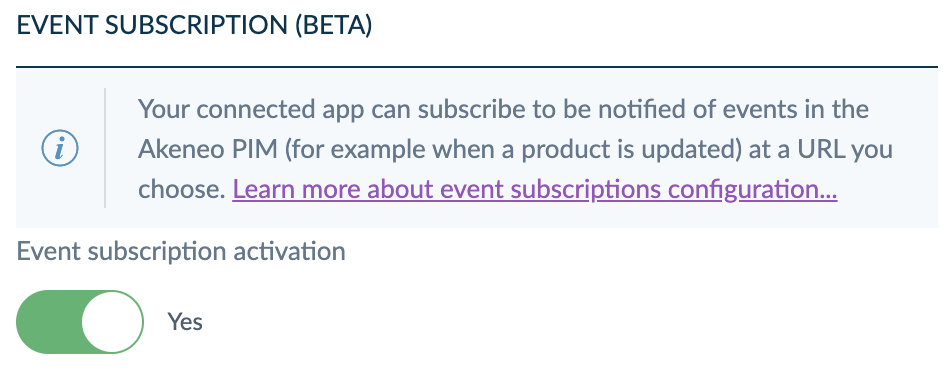 EVENT SUBSCRIPTION (BETA)
Your connected app can subscribe to be notified of events in the
Akeneo PIM (for example when a product is updated) at a URL you
choose. Learn more about event subscriptions configuration...
Event subscription activation
Yes